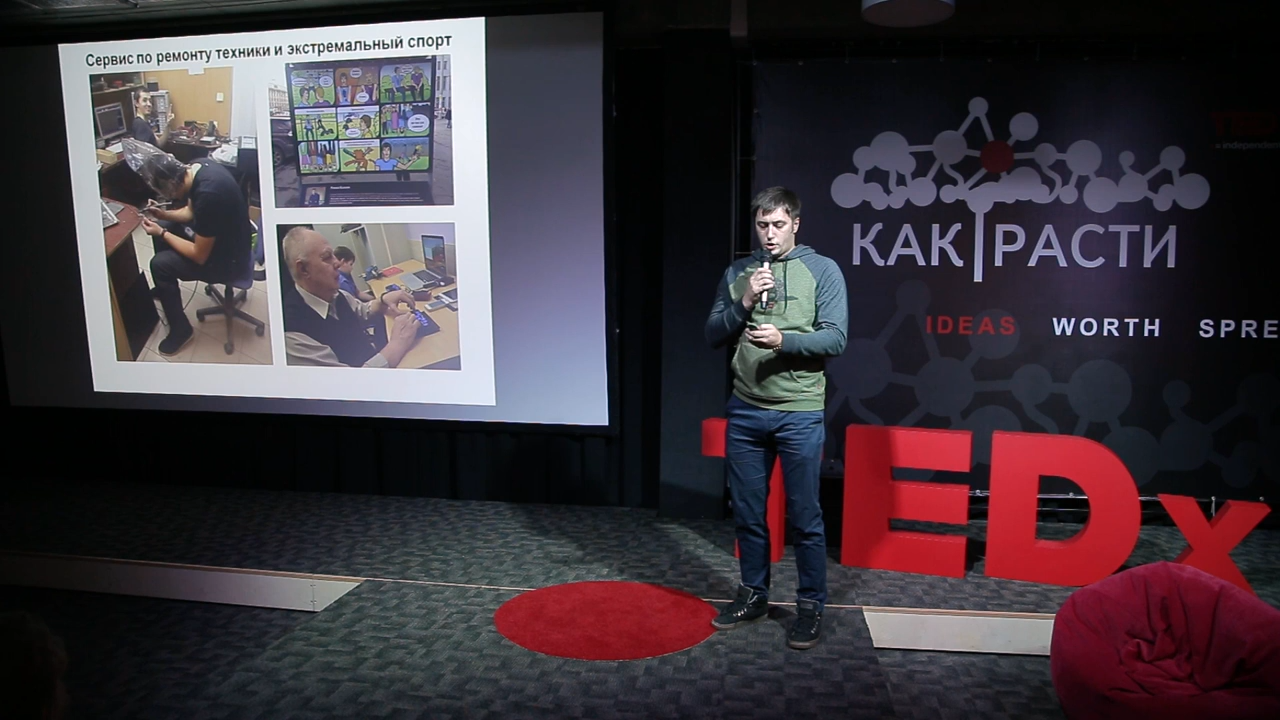 Сервис по ремонту техники и экстремальный спорт
КАК РАСТИ
IDEAS WORTH SPRE
TEDx